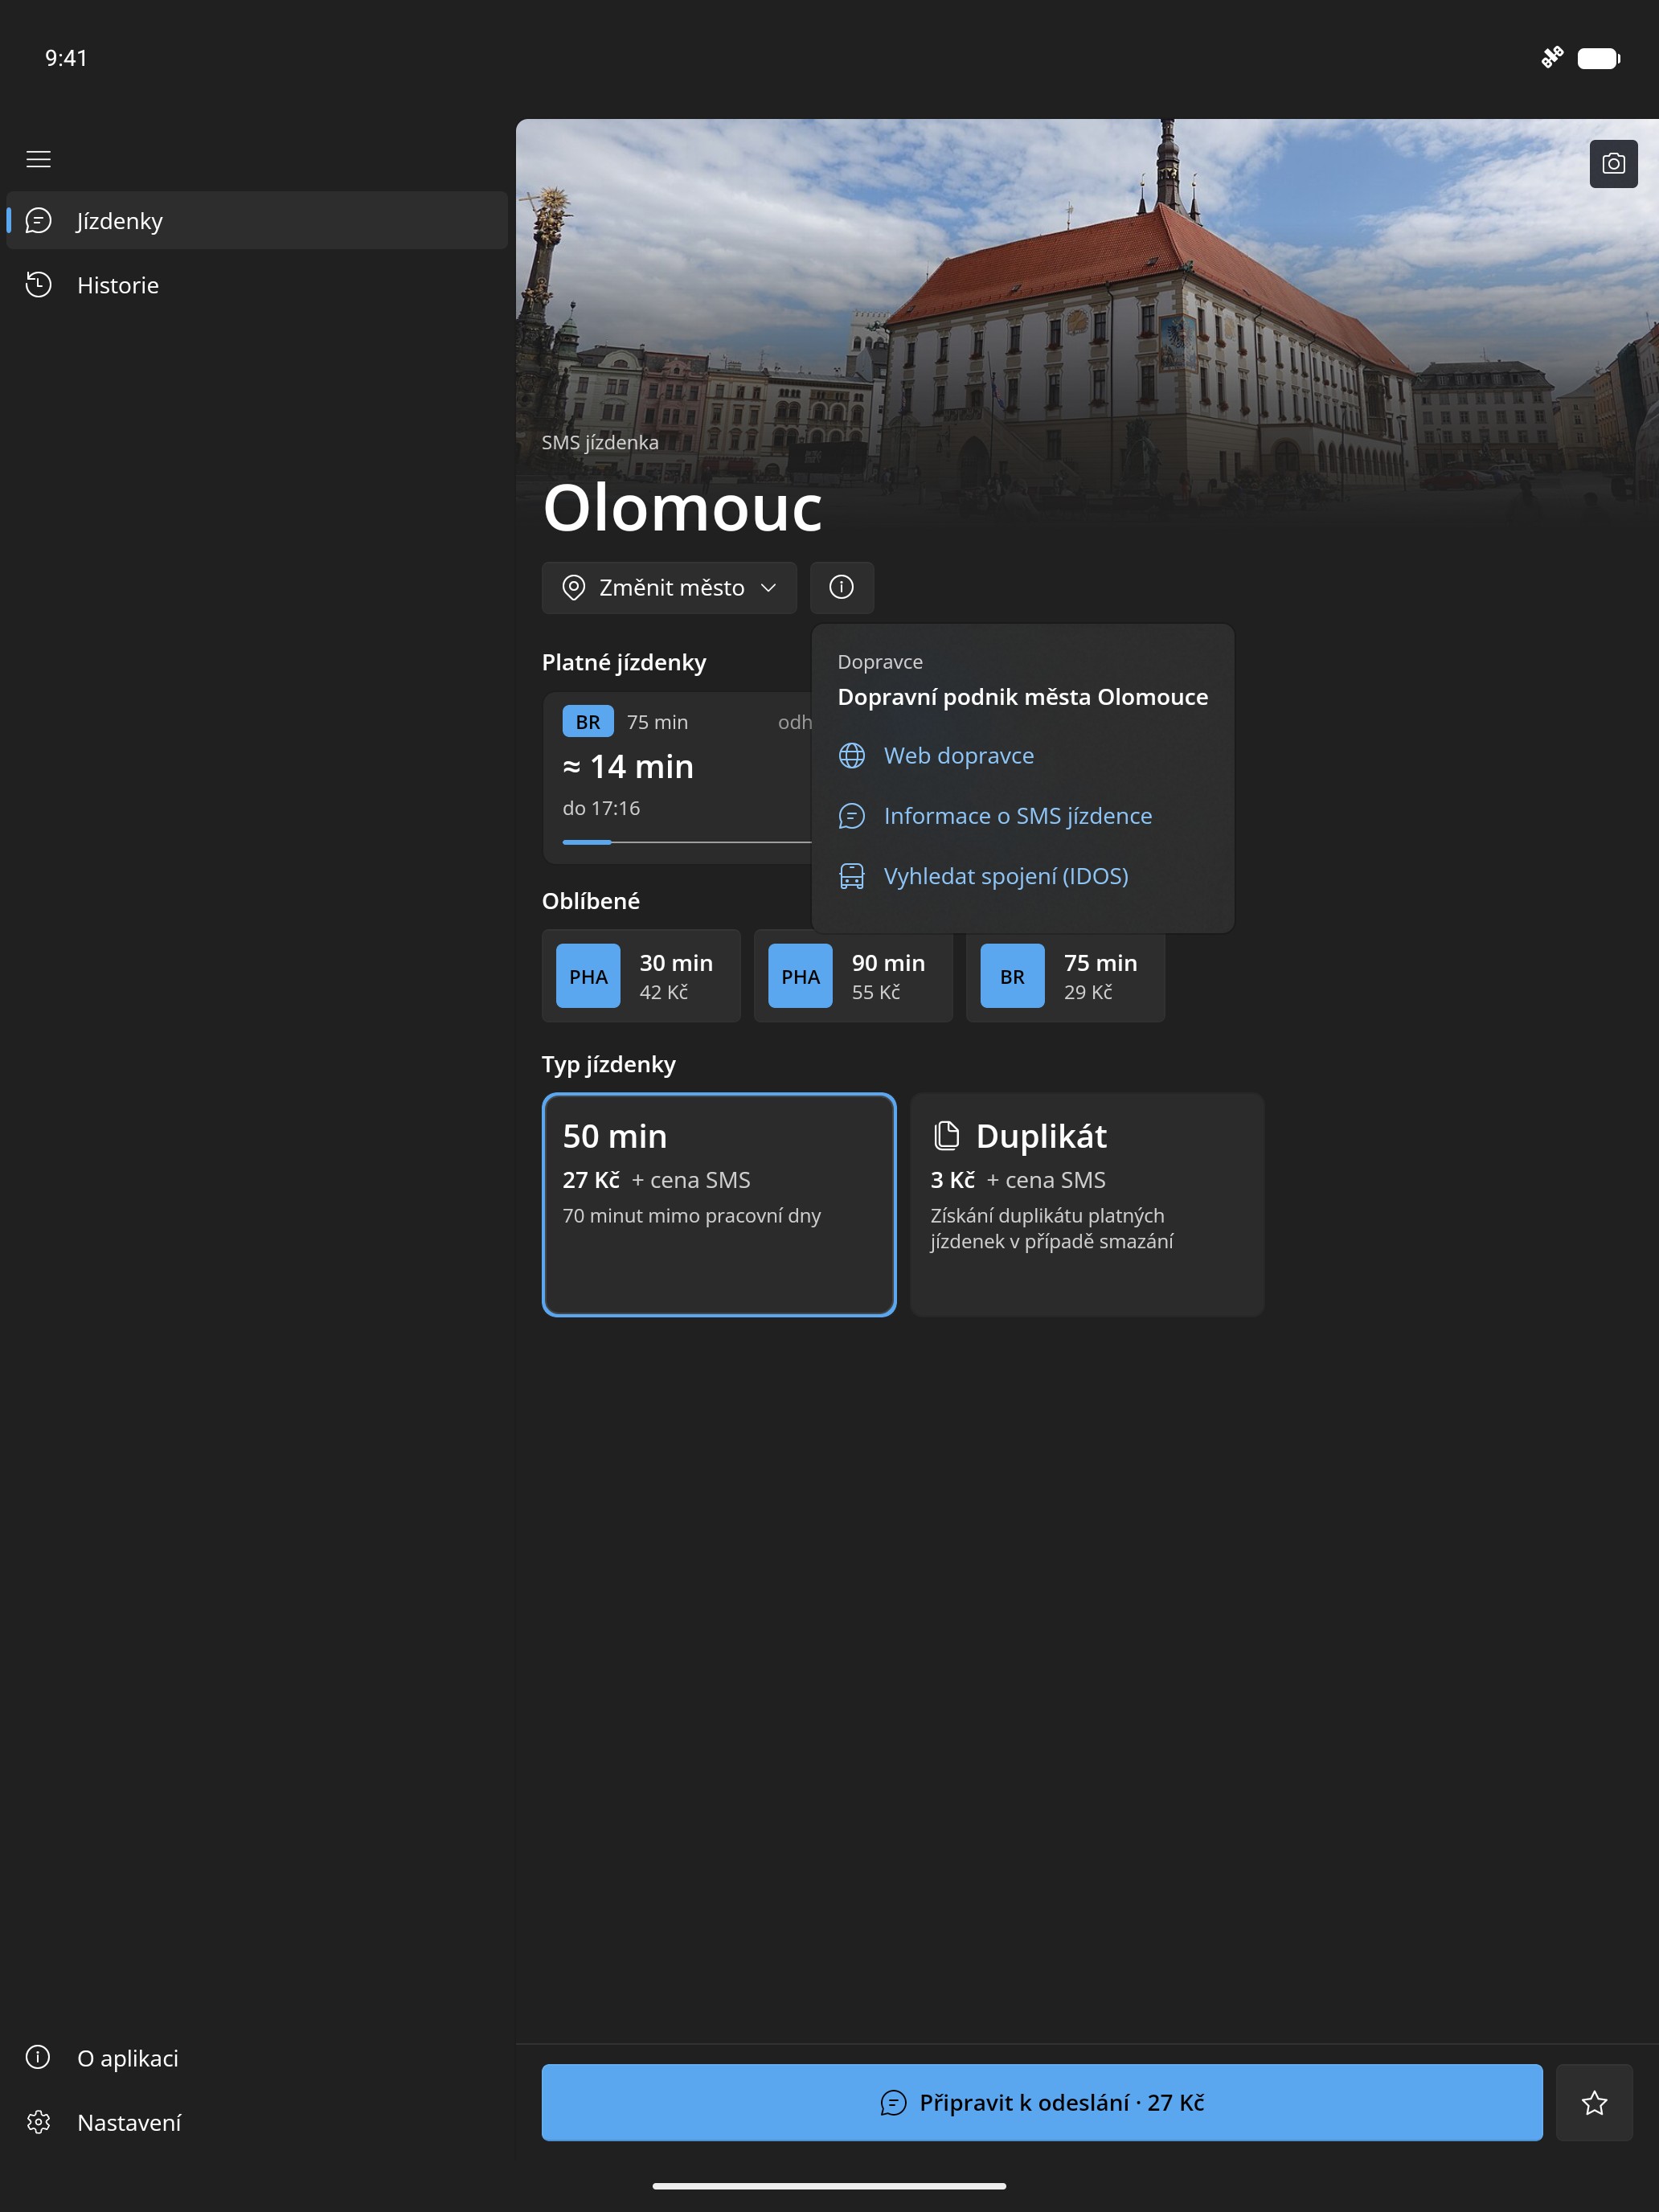 9:41
Jízdenky
Historie
SMS jízdenka
Olomouc
Změnit město
Platné jízdenky
BR 75 min odh
≈ 14 min
do 17:16
Dopravce
Dopravní podnik města Olomouce
Web dopravce
Informace o SMS jízdence
Vyhledat spojení (IDOS)
Oblíbené
PHA 30 min
42 Kč
PHA 90 min
55 Kč
BR 75 min
29 Kč
Typ jízdenky
50 min
27 Kč + cena SMS
70 minut mimo pracovní dny
Duplikát
3 Kč + cena SMS
Získání duplikátu platných
jízdenek v případě smazání
O aplikaci
Nastavení
Připravit k odeslání · 27 Kč